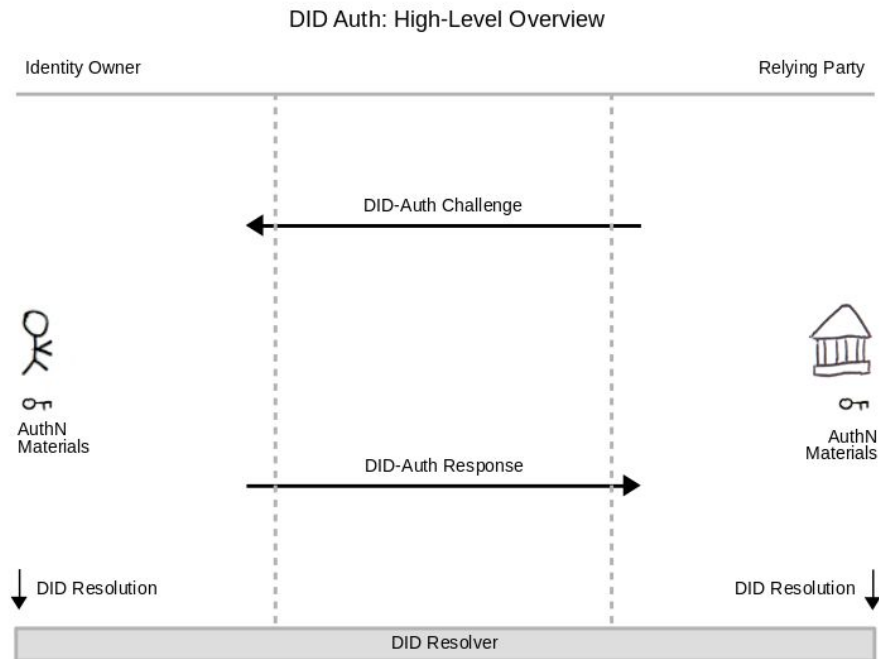 DID Auth: High-Level Overview
Identity Owner
Relying Party
DID-Auth Challenge
AuthN
Materials
AuthN
Materials
DID-Auth Response
DID Resolution
DID Resolution
DID Resolver